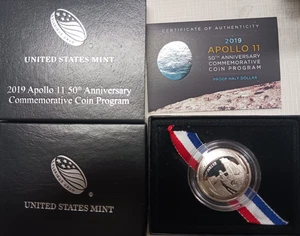 UNITED STATES MINT
2019 Apollo 11 50th Anniversary
Commemorative Coin Program
CERTIFICATE OF AUTHENTICITY
2019
APOLLO 11
50TH ANNIVERSARY
COMMEMORATIVE
COIN PROGRAM
PROOF HALF DOLLAR
UNITED STATES MINT